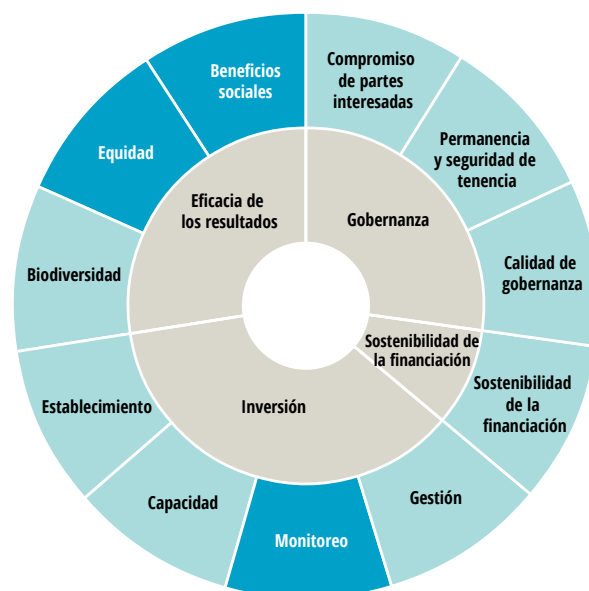 Beneficios
sociales
Compromiso
de partes
interesadas
Permanencia
y seguridad de
tenencia
Calidad de
gobernanza
Sostenibilidad
de la
financiación
Gestión
Monitoreo
Capacidad
Establecimiento
Biodiversidad
Equidad
Eficacia de
los resultados
Gobernanza
Sostenibilidad de
la financiación
Inversión